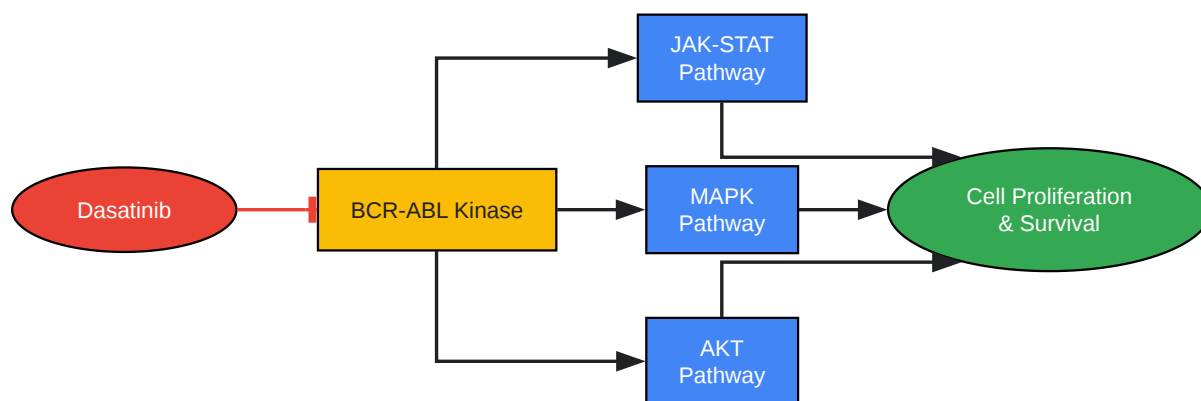 JAK-STAT
Pathway
Dasatinib
BCR-ABL Kinase
MAPK
Pathway
Cell Proliferation
& Survival
AKT
Pathway